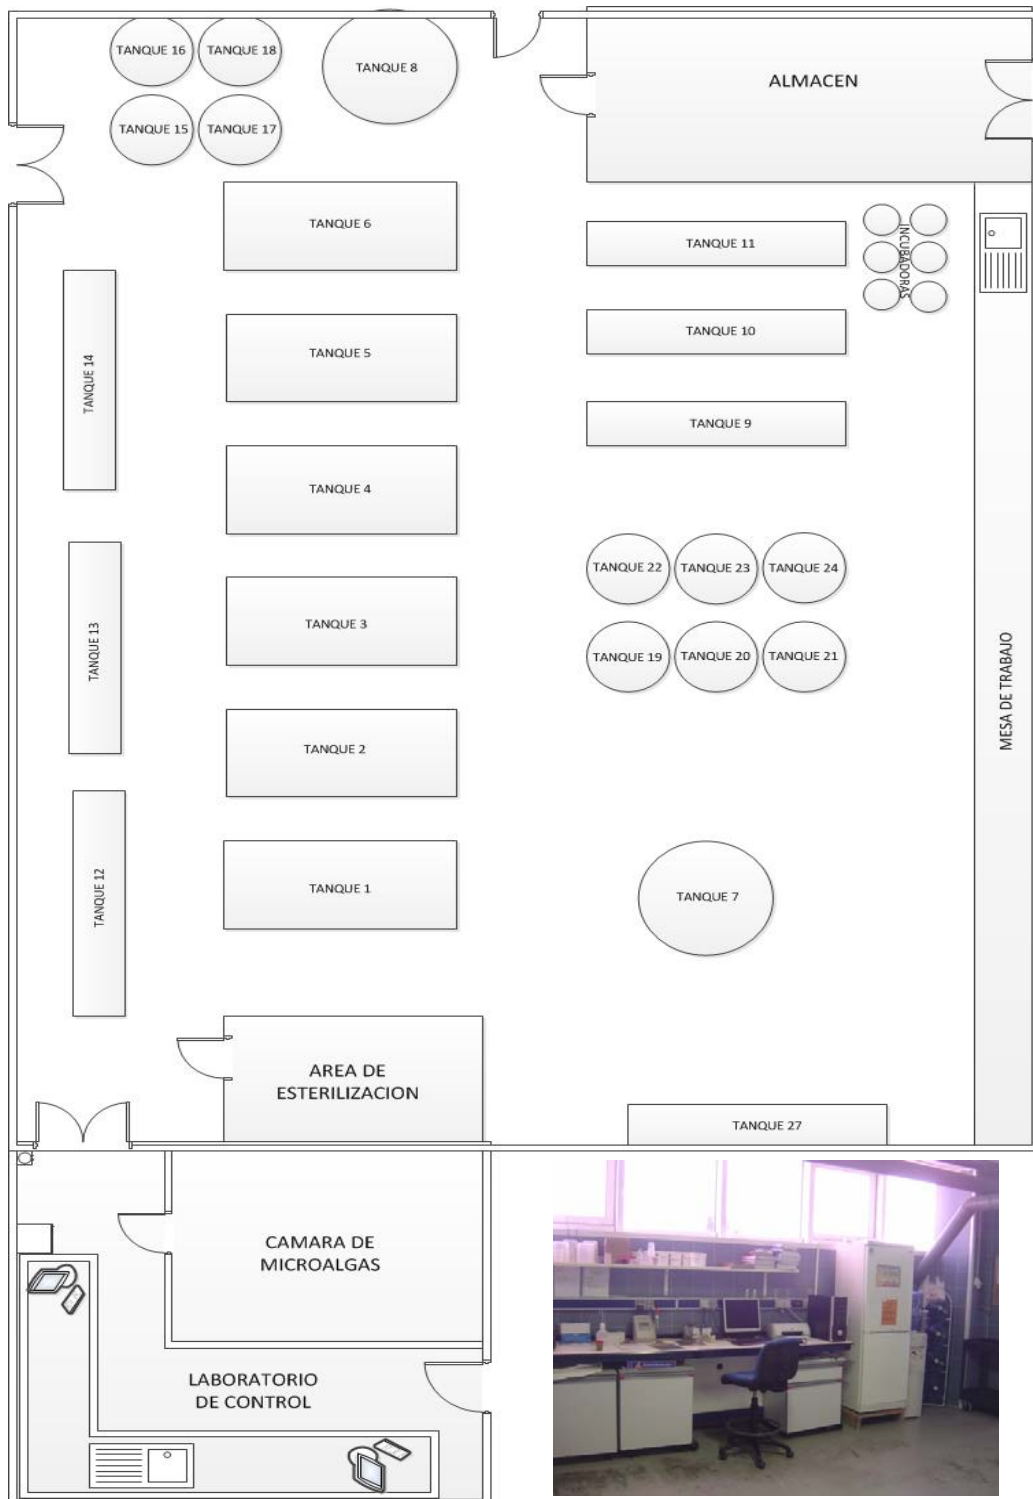 TANQUE 16
TANQUE 18
TANQUE 8
ALMACEN
TANQUE 15
TANQUE 17
TANQUE 6
TANQUE 11
INCUBADORAS
TANQUE 10
TANQUE 5
TANQUE 14
TANQUE 9
TANQUE 4
TANQUE 22
TANQUE 23
TANQUE 24
TANQUE 3
TANQUE 13
TANQUE 19
TANQUE 20
TANQUE 21
MESA DE TRABAJO
TANQUE 2
TANQUE 1
TANQUE 12
TANQUE 7
AREA DE
ESTERILIZACION
TANQUE 27
CAMARA DE
MICROALGAS
LABORATORIO
DE CONTROL